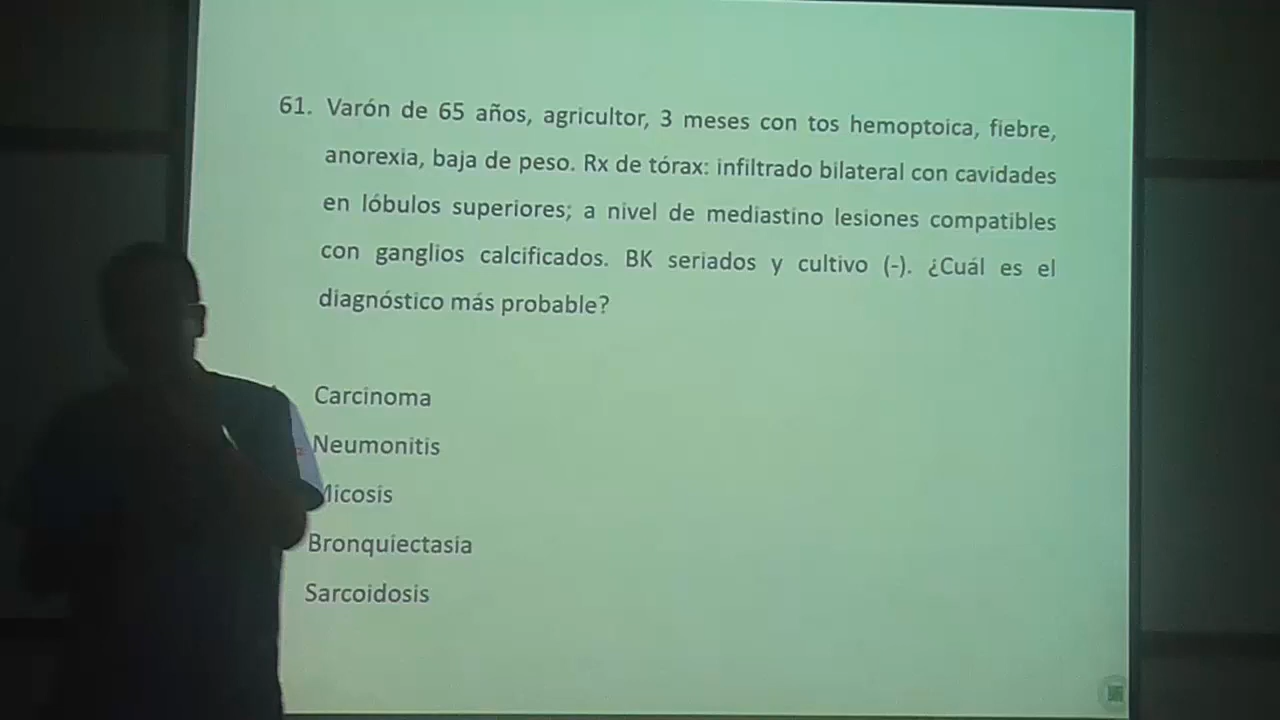 61. Varón de 65 años, agricultor, 3 meses con tos hemoptoica, fiebre,
anorexia, baja de peso. Rx de tórax: infiltrado bilateral con cavidades
en lóbulos superiores; a nivel de mediastino lesiones compatibles
con ganglios calcificados. BK seriados y cultivo (-). ¿Cuál es el
diagnóstico más probable?
Carcinoma
Neumonitis
Micosis
Bronquiectasia
Sarcoidosis